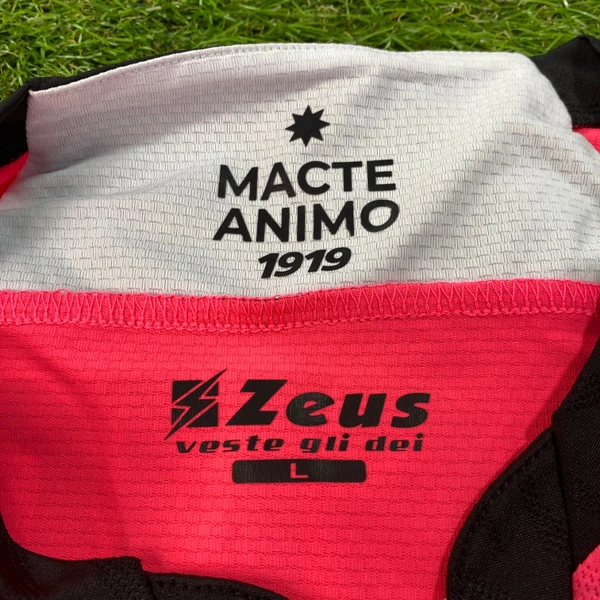 MACTE
ANIMO
1919
Zeus
veste gli dei
L